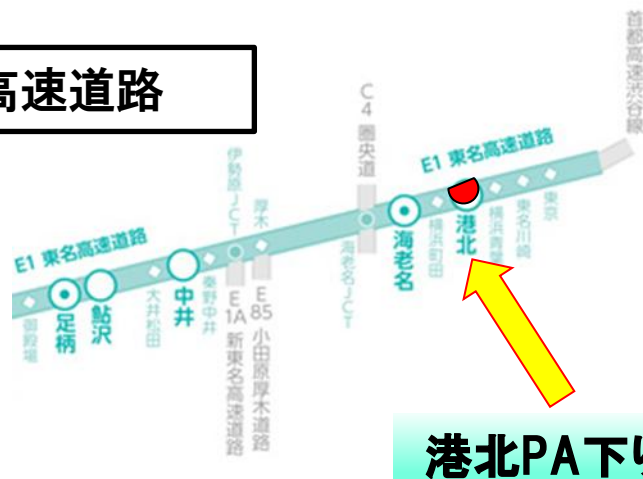 高速道路
首都高速渋谷線
C4 圏央道
E1 東名高速道路
伊勢原JCT
厚木
東京
東名川崎
横浜青葉
港北
横浜町田
海老名
海老名JCT
E1 東名高速道路
秦野中井
中井
大井松田
鮎沢
足柄
御殿場
E1A 新東名高速道路
E85 小田原厚木道路
港北PA下り